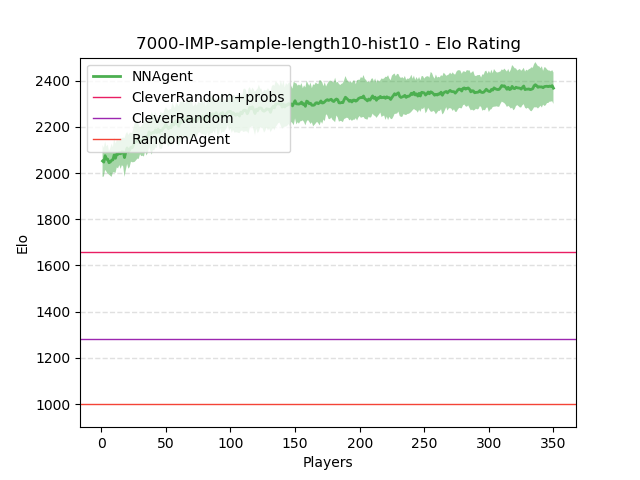 7000-IMP-sample-length10-hist10 - Elo Rating
NNAgent
CleverRandom+probs
CleverRandom
RandomAgent
Elo
2400
2200
2000
1800
1600
1400
1200
1000
0 50 100 150 200 250 300 350
Players